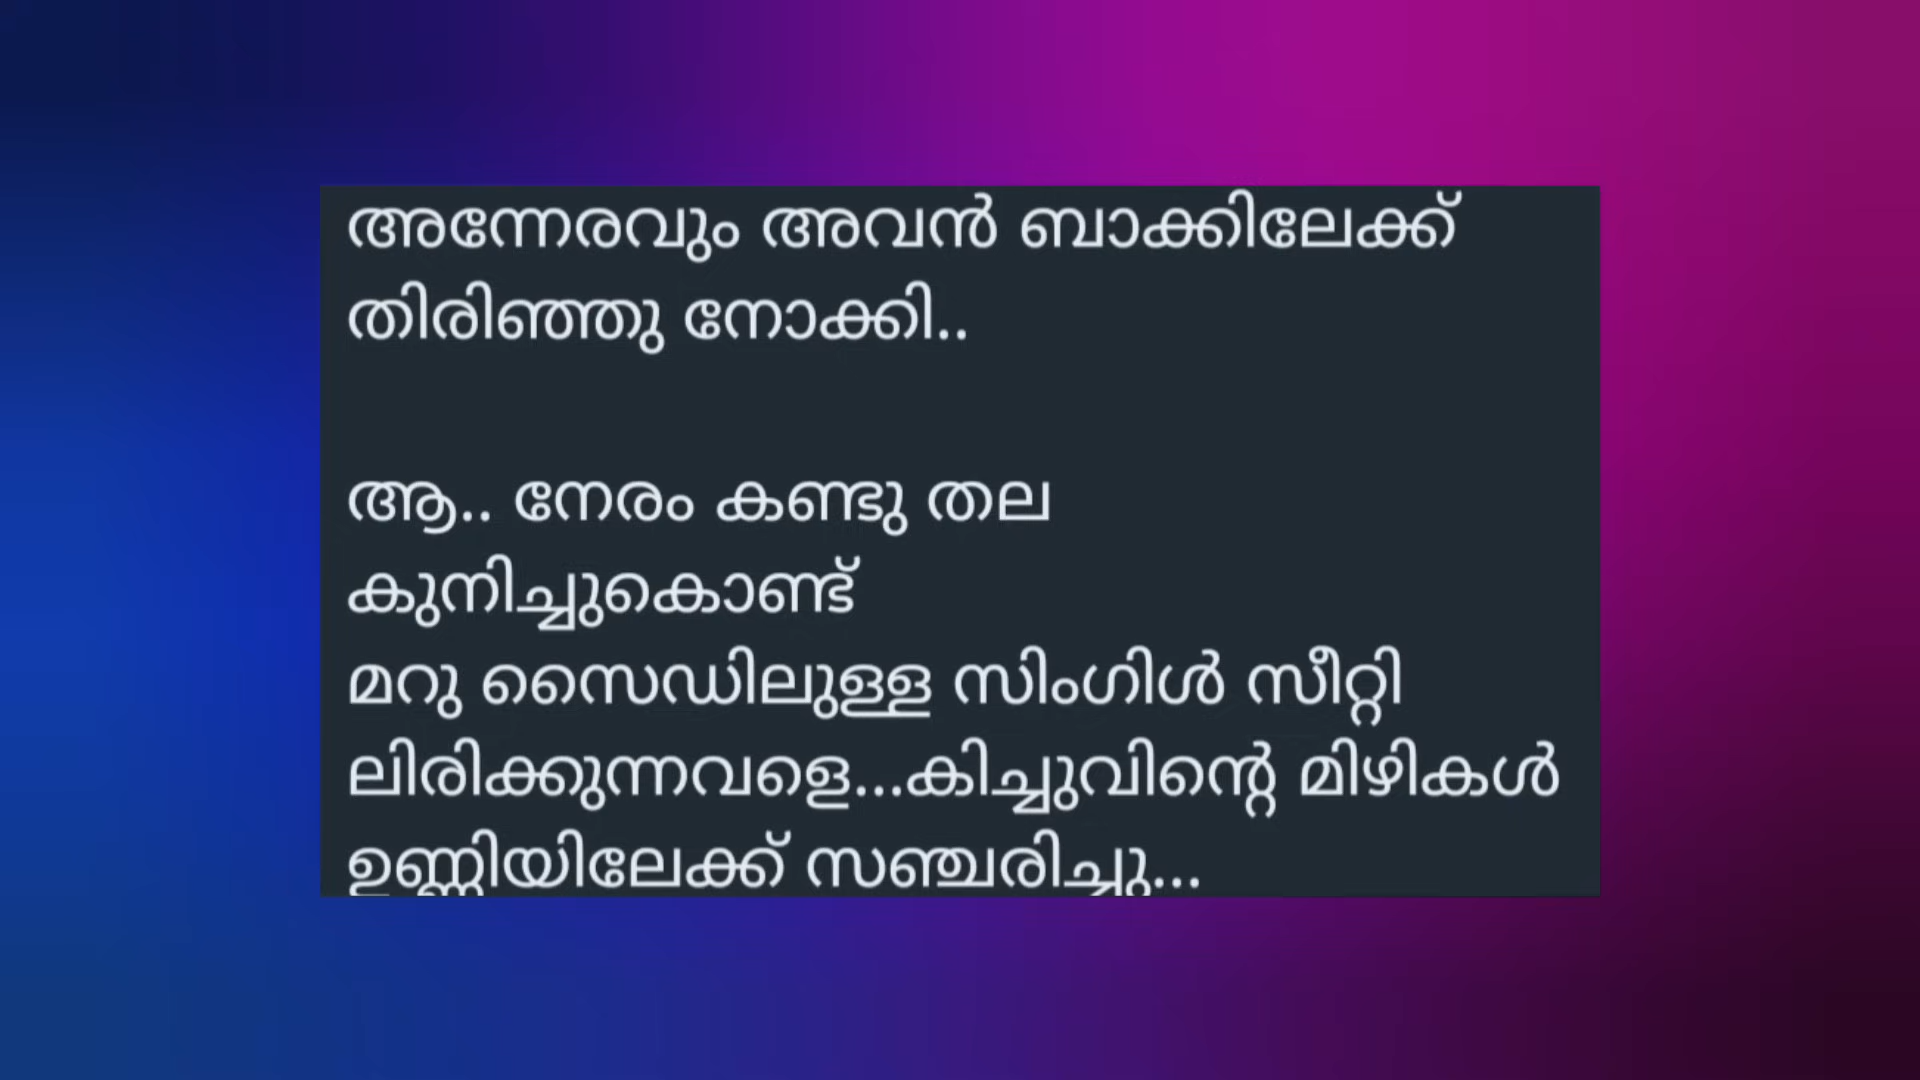 അന്നേരവും അവൻ ബാക്കിലേക്ക്
തിരിഞ്ഞു നോക്കി..
ആ.. നേരം കണ്ടു തല
കുനിച്ചുകൊണ്ട്
മറു സൈഡിലുള്ള സിംഗിൾ സീറ്റി
ലിരിക്കുന്നവളെ...കിച്ചുവിന്റെ മിഴികൾ
ഉണ്ണിയിലേക്ക് സഞ്ചരിച്ചു...